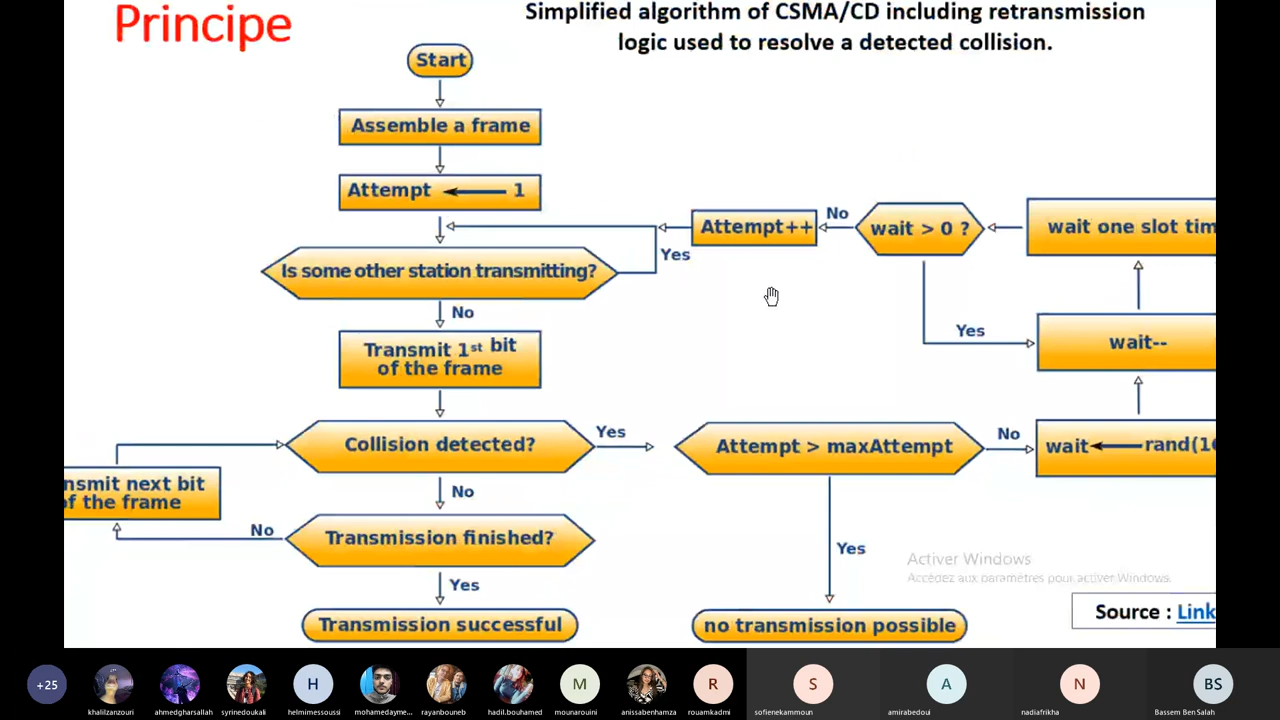 Principe
Simplified algorithm of CSMA/CD including retransmission
logic used to resolve a detected collision.
Start
Assemble a frame
Attempt 1
Attempt++
No
wait > 0 ?
wait one slot tim
Yes
Is some other station transmitting?
No
Transmit 1st bit
of the frame
Yes
wait--
Collision detected?
Yes
Attempt > maxAttempt
No
wait rand(10
nsmit next bit
of the frame
No
No
Transmission finished?
Yes
Yes
Transmission successful
no transmission possible
Activer Windows
Accédez aux paramètres pour activer Windows.
Source : Link
+25
khalilzanzouri
ahmedgharsallah
syrinedoukali
H
helmimessoussi
mohamedayme...
rayanbouneb
hadil.bouhamed
M
mounarouini
anissabenhamza
R
rouamkadmi
S
sofienekammoun
A
amirabedoui
N
nadiafrikha
BS
Bassem Ben Salah